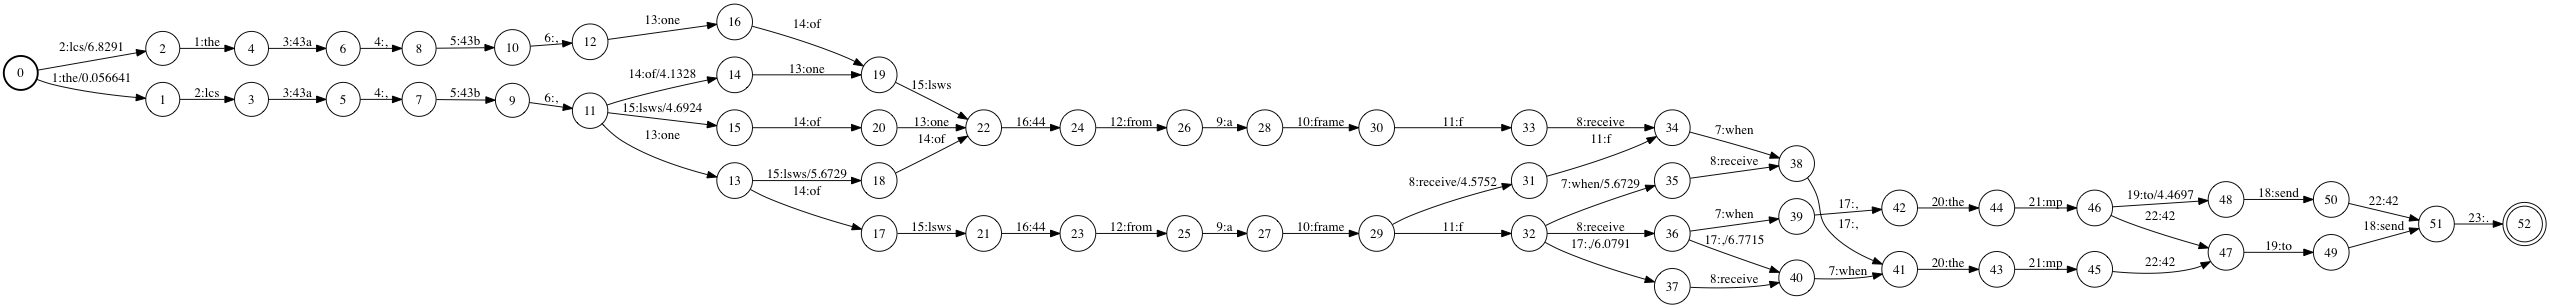 0
2:lcs/6.8291
1:the/0.056641
2
1:the
4
3:43a
6
4:,
8
5:43b
10
6:,
12
13:one
16
14:of
1
2:lcs
3
3:43a
5
4:,
7
5:43b
9
6:,
11
14:of/4.1328
14
13:one
19
15:lsws
15:lsws/4.6924
15
14:of
20
13:one
22
13:one
13
15:lsws/5.6729
18
14:of
14:of
17
16:44
24
12:from
26
9:a
28
10:frame
30
11:f
33
8:receive
34
7:when
38
15:lsws
21
16:44
23
12:from
25
9:a
27
10:frame
29
8:receive/4.5752
31
11:f
11:f
32
7:when/5.6729
35
8:receive
8:receive
36
7:when
39
17:,
42
17:,/6.0791
37
8:receive
17:,/6.7715
40
7:when
41
17:,
20:the
44
21:mp
46
19:to/4.4697
48
18:send
50
22:42
20:the
43
21:mp
45
22:42
22:42
47
19:to
49
18:send
51
23:.
52